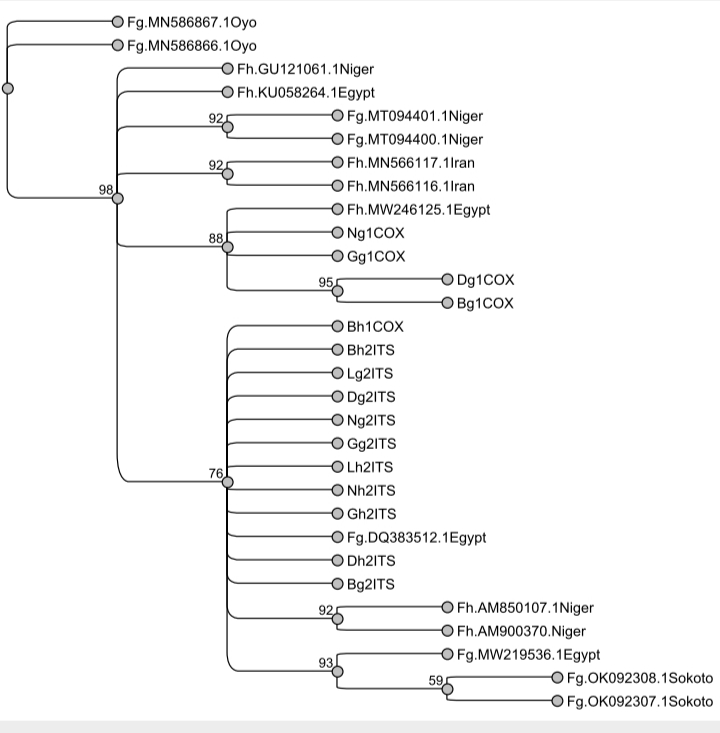 Fg.MN586867.1Oyo
Fg.MN586866.1Oyo
Fh.GU121061.1Niger
Fh.KU058264.1Egypt
92
Fg.MT094401.1Niger
Fg.MT094400.1Niger
92
Fh.MN566117.1Iran
98
Fh.MN566116.1Iran
Fh.MW246125.1Egypt
88
Ng1COX
Gg1COX
95
Dg1COX
Bg1COX
Bh1COX
Bh2ITS
Lg2ITS
Dg2ITS
Ng2ITS
Gg2ITS
Lh2ITS
76
Nh2ITS
Gh2ITS
Fg.DQ383512.1Egypt
Dh2ITS
Bg2ITS
92
Fh.AM850107.1Niger
Fh.AM900370.Niger
93
Fg.MW219536.1Egypt
59
Fg.OK092308.1Sokoto
Fg.OK092307.1Sokoto